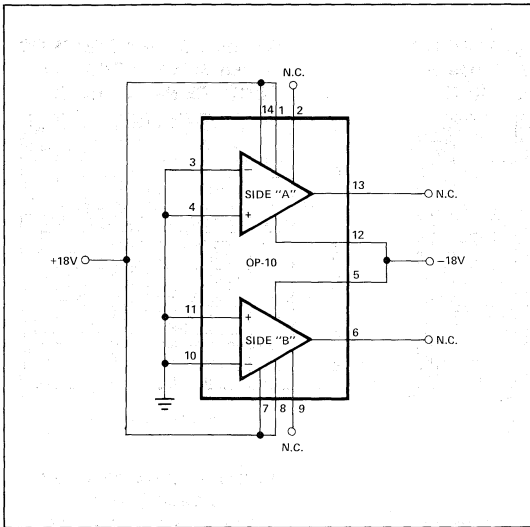 N.C.
14 1 2
3
−
SIDE "A"
13
N.C.
4
+
12
OP-10
+18V
−18V
5
11
+
SIDE "B"
6
N.C.
10
−
7 8 9
N.C.